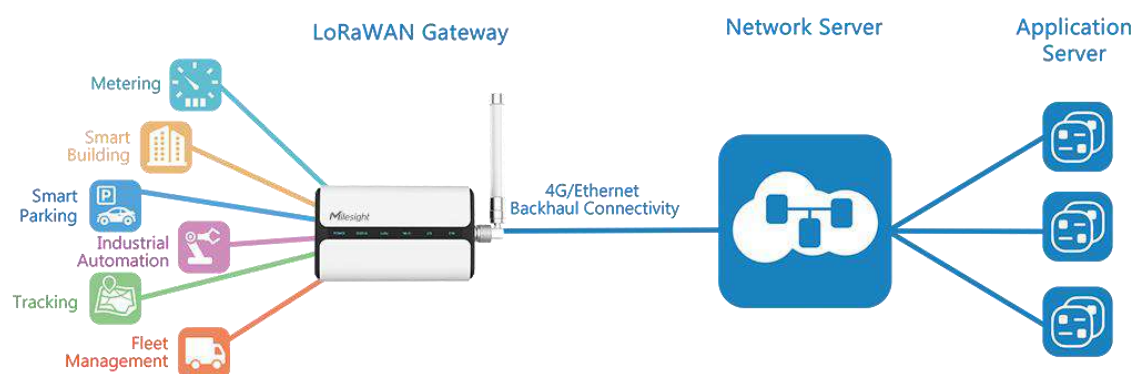 LoRaWAN Gateway
Network Server
Application
Server
Metering
Smart
Building
Smart
Parking
P
Industrial
Automation
Tracking
Fleet
Management
Milesight
4G/Ethernet
Backhaul Connectivity